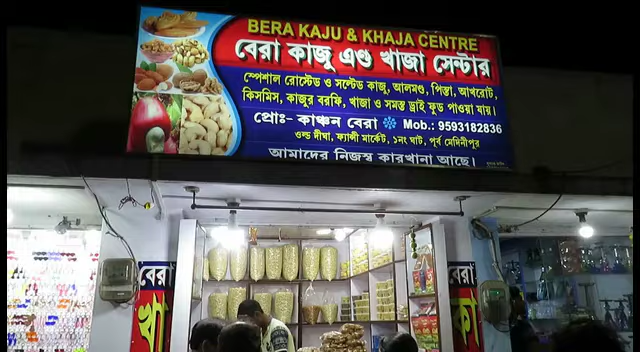 BERA KAJU & KHAJA CENTRE
বেরা কাজু এণ্ড খাজা সেন্টার
স্পেশাল রোস্টেড ও সল্টেড কাজু, আলমণ্ড, পিস্তা, আখরোট,
কিসমিস, কাজুর বরফি, খাজা ও সমস্ত ড্রাই ফ্রুড পাওয়া যায়।
প্রোঃ- কাঞ্চন বেরা Mob.: 9593182836
ওল্ড দীঘা, ফ্যান্সী মার্কেট, ১নং ঘাট, পূর্ব মেদিনীপুর
আমাদের নিজস্ব কারখানা আছে।
বেরা
খা
বেরা
কা